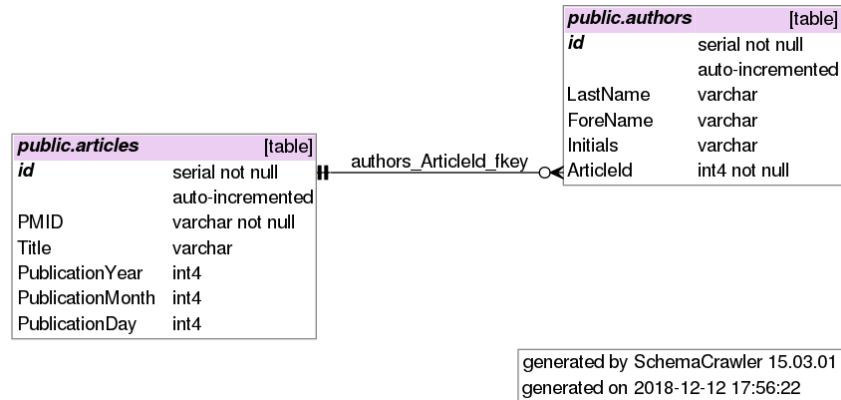 public.authors [table]
id serial not null
auto-incremented
LastName varchar
ForeName varchar
Initials varchar
ArticleId int4 not null
authors_ArticleId_fkey
public.articles [table]
id serial not null
auto-incremented
PMID varchar not null
Title varchar
PublicationYear int4
PublicationMonth int4
PublicationDay int4
generated by SchemaCrawler 15.03.01
generated on 2018-12-12 17:56:22